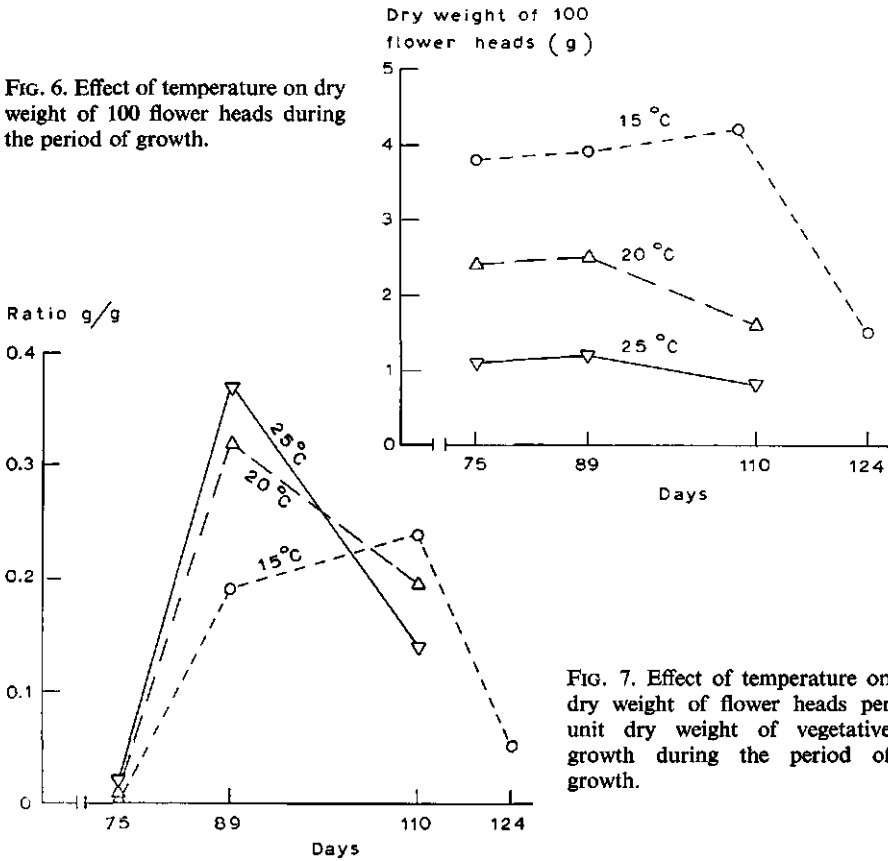 FIG. 6. Effect of temperature on dry
weight of 100 flower heads during
the period of growth.
Dry weight of 100
flower heads (g)
5
4
3
2
1
0
15 °C
20 °C
25 °C
75 89 110 124
Days
Ratio g/g
0.4
0.3
0.2
0.1
0
25°C
20°C
15°C
75 89 110 124
Days
FIG. 7. Effect of temperature on
dry weight of flower heads per
unit dry weight of vegetative
growth during the period of
growth.